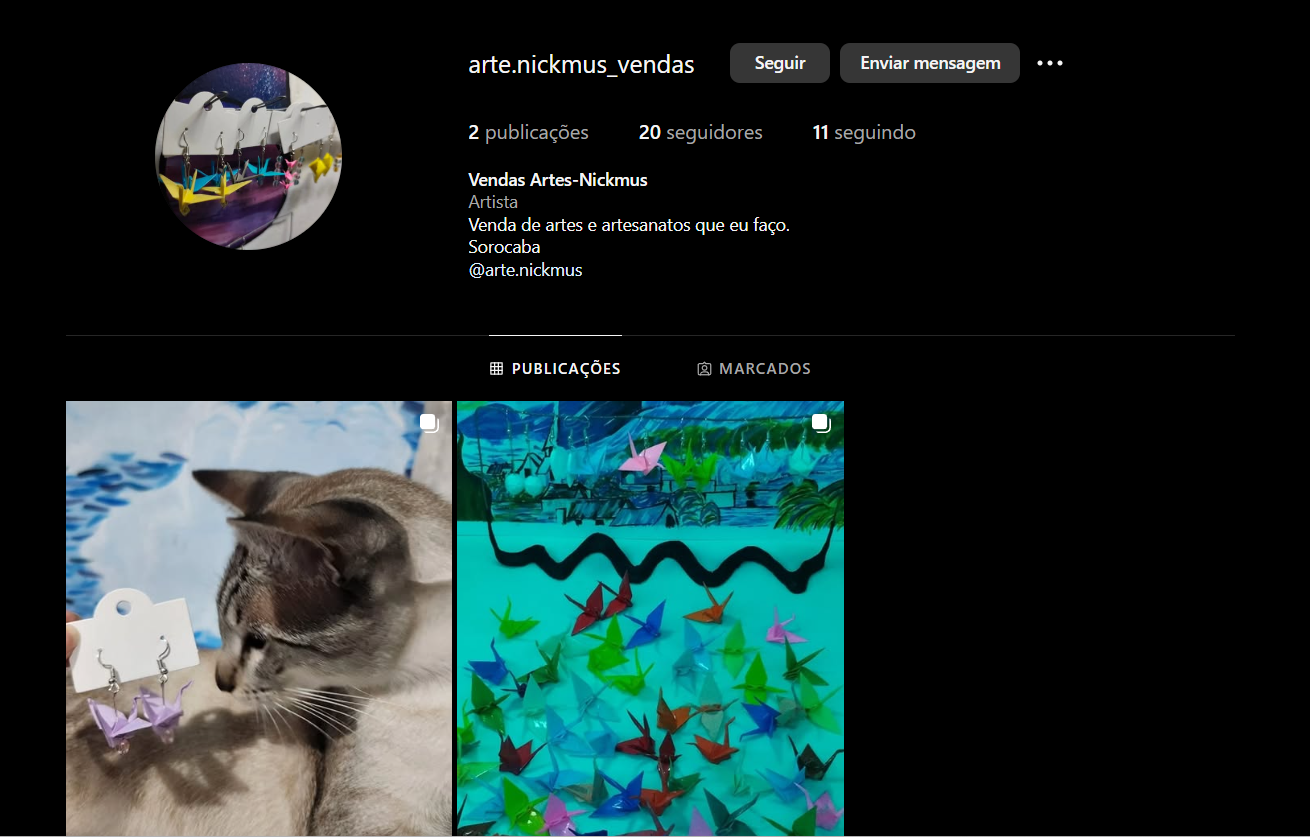 arte.nickmus_vendas Seguir Enviar mensagem
2 publicações 20 seguidores 11 seguindo
Vendas Artes-Nickmus
Artista
Venda de artes e artesanatos que eu faço.
Sorocaba
@arte.nickmus
PUBLICAÇÕES MARCADOS